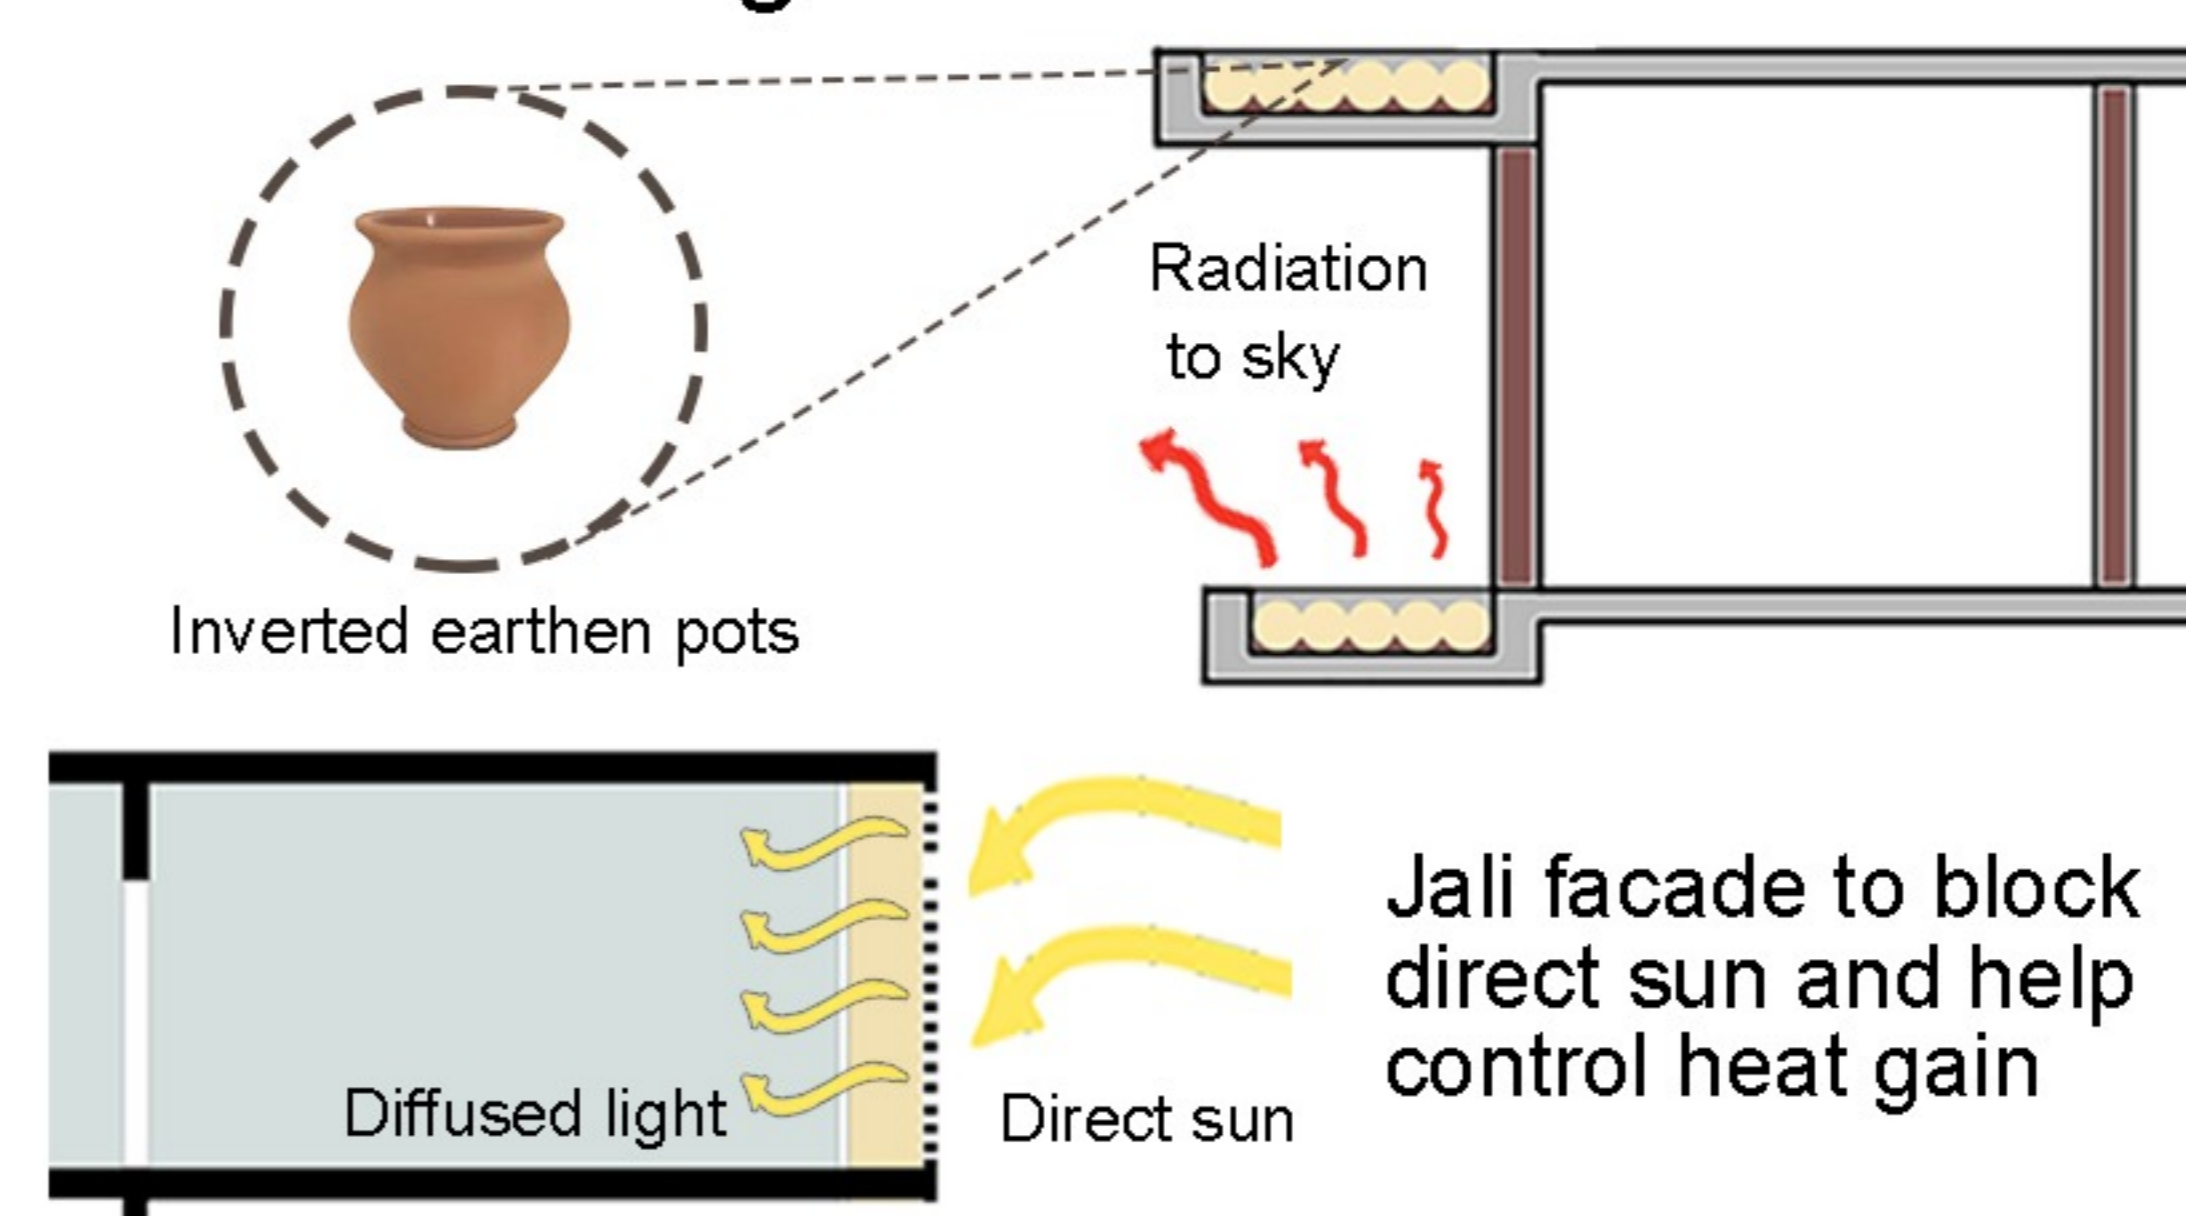 Radiation
to sky
Inverted earthen pots
Jali facade to block
direct sun and help
control heat gain
Diffused light
Direct sun